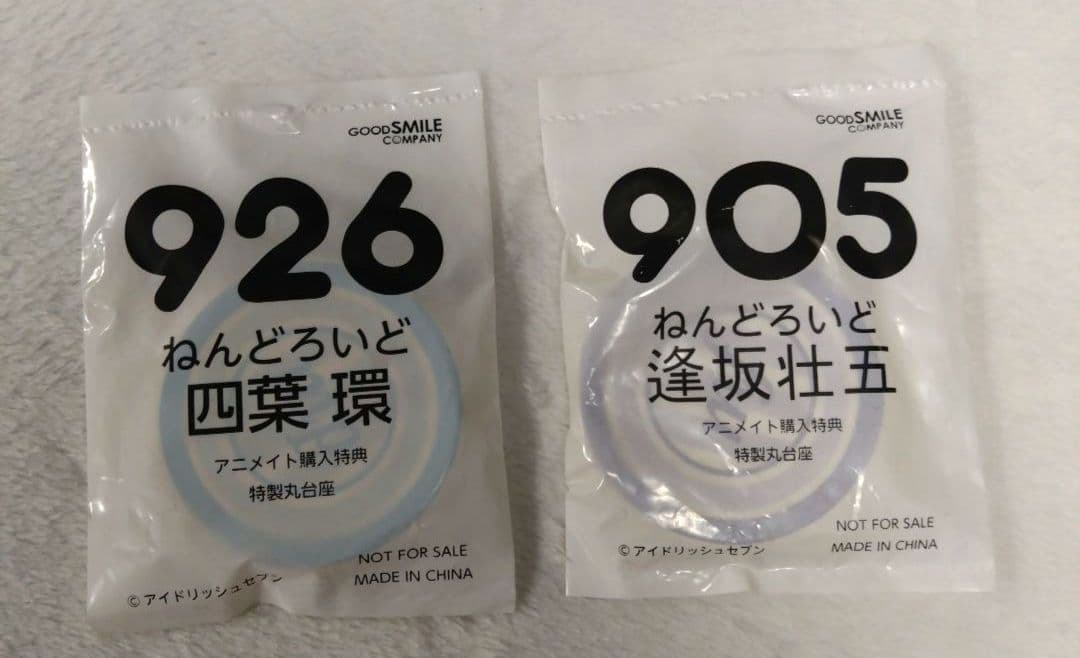 GOODSMILE
COMPANY
926
ねんどろいど
四葉 環
アニメイト購入特典
特製丸台座
NOT FOR SALE
MADE IN CHINA
©アイドリッシュセブン
GOODSMILE
COMPANY
905
ねんどろいど
逢坂壮五
アニメイト購入特典
特製丸台座
NOT FOR SALE
MADE IN CHINA
©アイドリッシュセブン